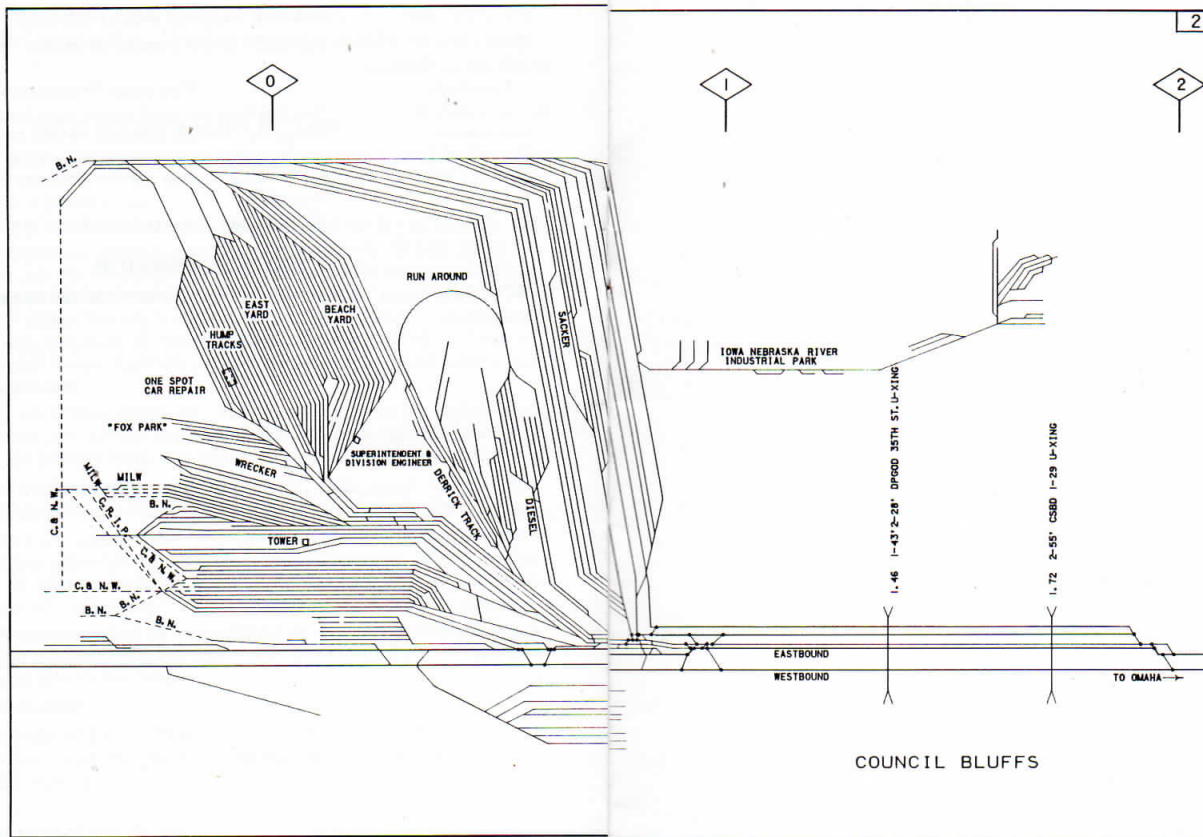 2
0
1
2
B. N.
RUN AROUND
EAST
YARD
BEACH
YARD
HUMP
TRACKS
SACKER
IOWA NEBRASKA RIVER
INDUSTRIAL PARK
ONE SPOT
CAR REPAIR
"FOX PARK"
WRECKER
SUPERINTENDENT &
DIVISION ENGINEER
DERRICK TRACK
DIESEL
MILW.
MILW
B. N.
C. R. I. P.
C. & N. W.
TOWER
C. & N. W.
C. & N. W.
B. N.
B. N.
B. N.
1.46 1-43'2-28' DPGOD 35TH ST. U-XING
1.72 2-55' CSBD I-29 U-XING
EASTBOUND
WESTBOUND
TO OMAHA
COUNCIL BLUFFS